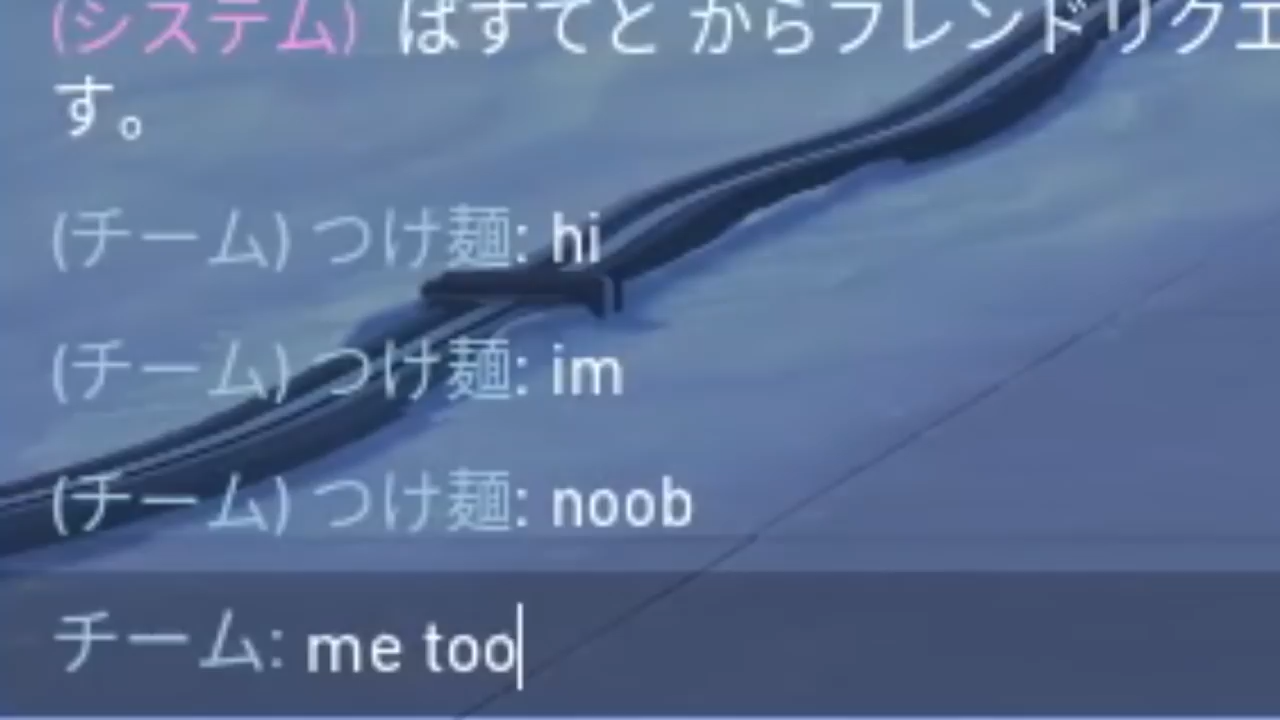 (システム) ぱすてと からフレンドリクエ
す。
(チーム) つけ麺: hi
(チーム) つけ麺: im
(チーム) つけ麺: noob
チーム: me too